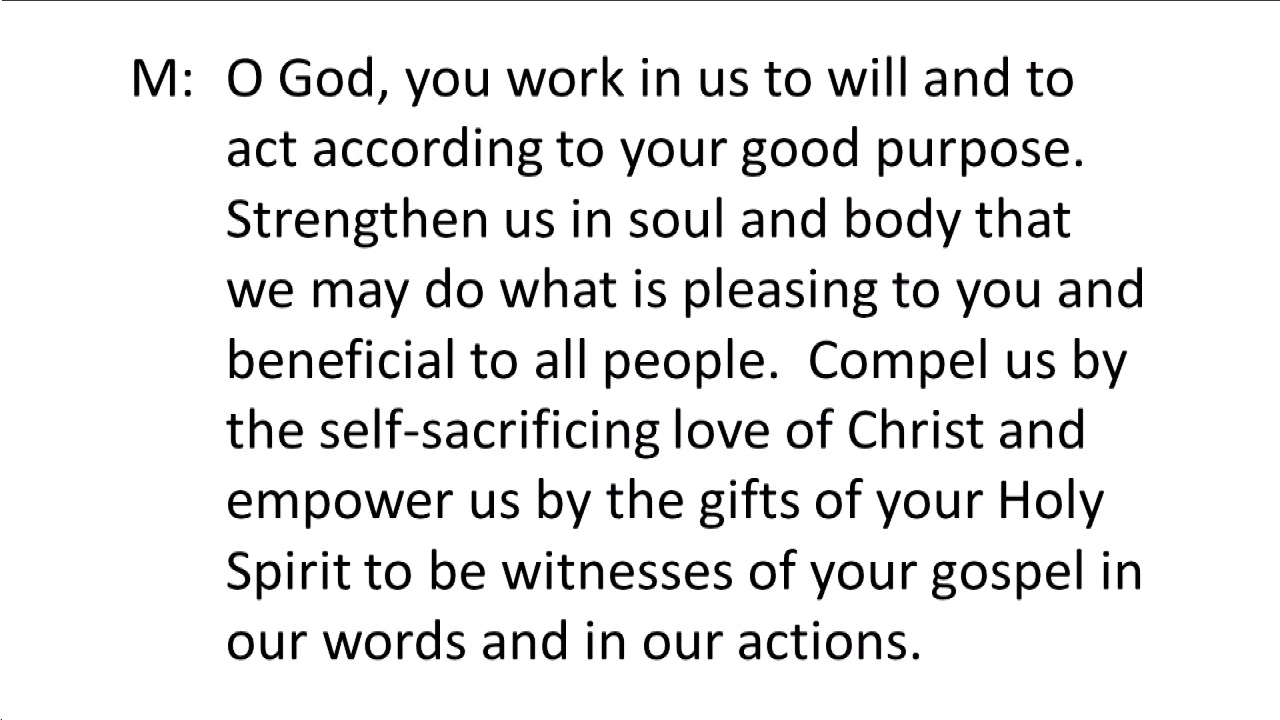 M: O God, you work in us to will and to
act according to your good purpose.
Strengthen us in soul and body that
we may do what is pleasing to you and
beneficial to all people.  Compel us by
the self-sacrificing love of Christ and
empower us by the gifts of your Holy
Spirit to be witnesses of your gospel in
our words and in our actions.